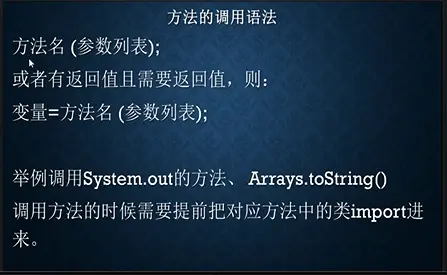 方法的调用语法
方法名 (参数列表);
或者有返回值且需要返回值，则：
变量=方法名 (参数列表);
举例调用System.out的方法、Arrays.toString()
调用方法的时候需要提前把对应方法中的类import进
来。